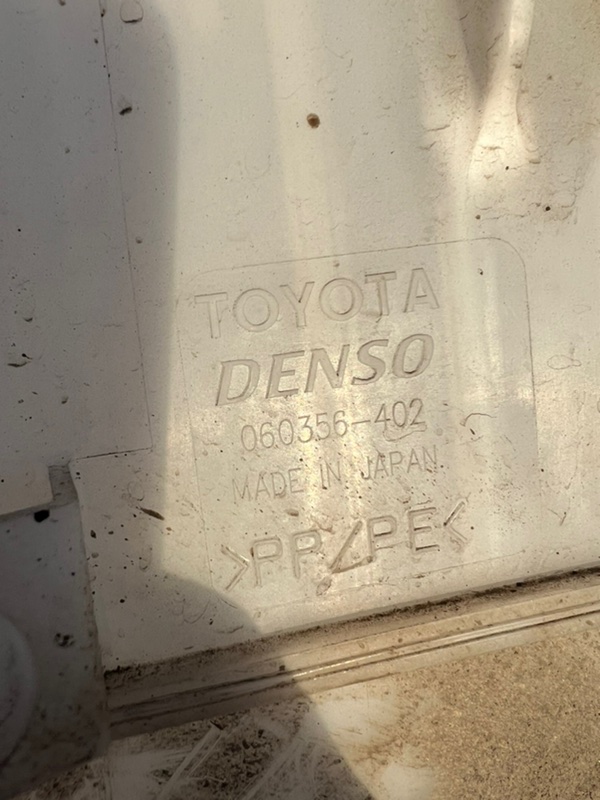 TOYOTA
DENSO
060356-402
MADE IN JAPAN
>PP/PE<